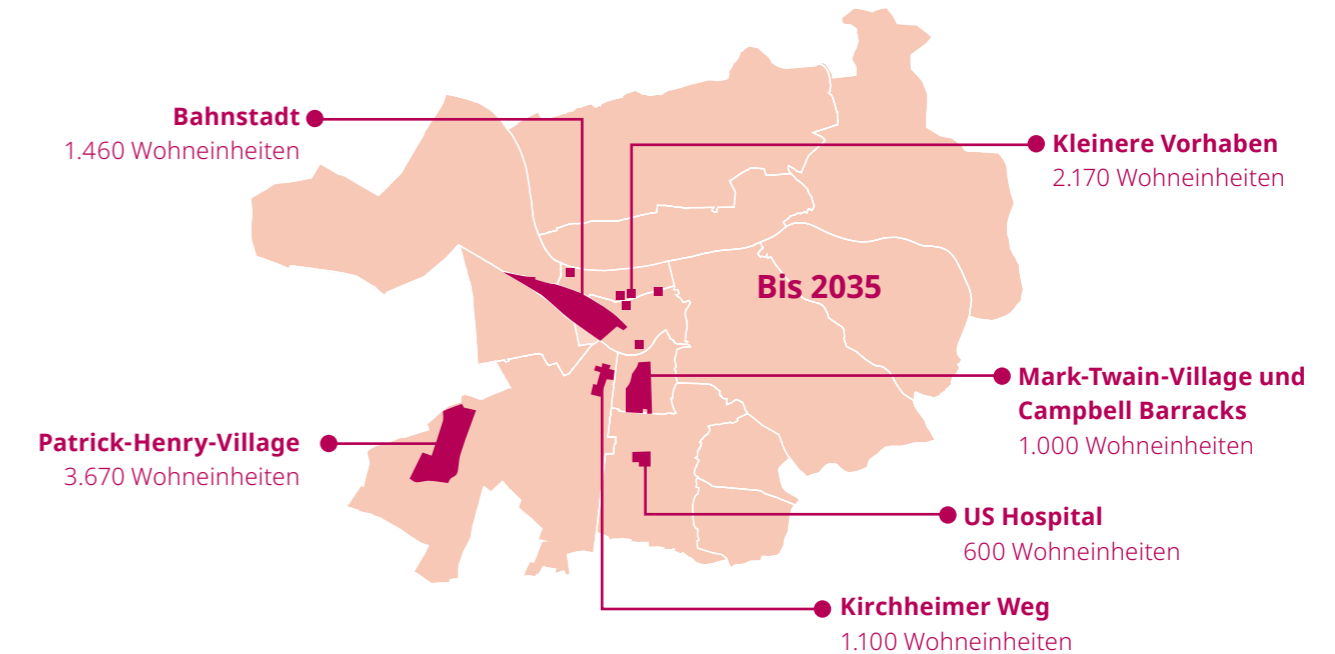 Bahnstadt
1.460 Wohneinheiten
Kleinere Vorhaben
2.170 Wohneinheiten
Bis 2035
Mark-Twain-Village und
Campbell Barracks
1.000 Wohneinheiten
Patrick-Henry-Village
3.670 Wohneinheiten
US Hospital
600 Wohneinheiten
Kirchheimer Weg
1.100 Wohneinheiten